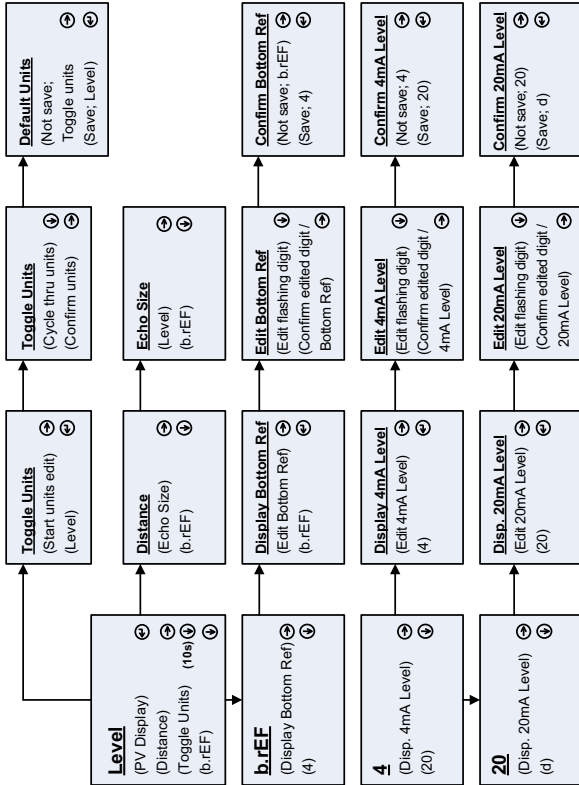 Toggle Units
(Start units edit)
(Level)
Toggle Units
(Cycle thru units)
(Confirm units)
Default Units
(Not save;
Toggle units
(Save; Level)
Level
(PV Display)
(Distance)
(Toggle Units) (10s)
(b.rEF)
Distance
(Echo Size)
(b.rEF)
Echo Size
(Level)
(b.rEF)
b.rEF
(Display Bottom Ref)
(4)
Display Bottom Ref
(Edit Bottom Ref)
(b.rEF)
Edit Bottom Ref
(Edit flashing digit)
(Confirm edited digit /
Bottom Ref)
Confirm Bottom Ref
(Not save; b.rEF)
(Save; 4)
4
(Disp. 4mA Level)
(20)
Display 4mA Level
(Edit 4mA Level)
(4)
Edit 4mA Level
(Edit flashing digit)
(Confirm edited digit /
4mA Level)
Confirm 4mA Level
(Not save; 4)
(Save; 20)
20
(Disp. 20mA Level)
(d)
Disp. 20mA Level
(Edit 20mA Level)
(20)
Edit 20mA Level
(Edit flashing digit)
(Confirm edited digit /
20mA Level)
Confirm 20mA Level
(Not save; 20)
(Save; d)